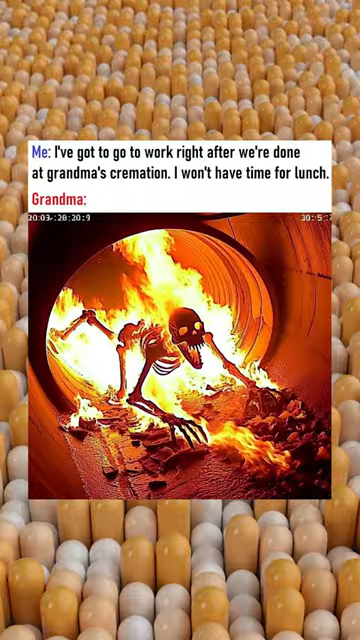 Me: I've got to go to work right after we're done
at grandma's cremation. I won't have time for lunch.
Grandma: